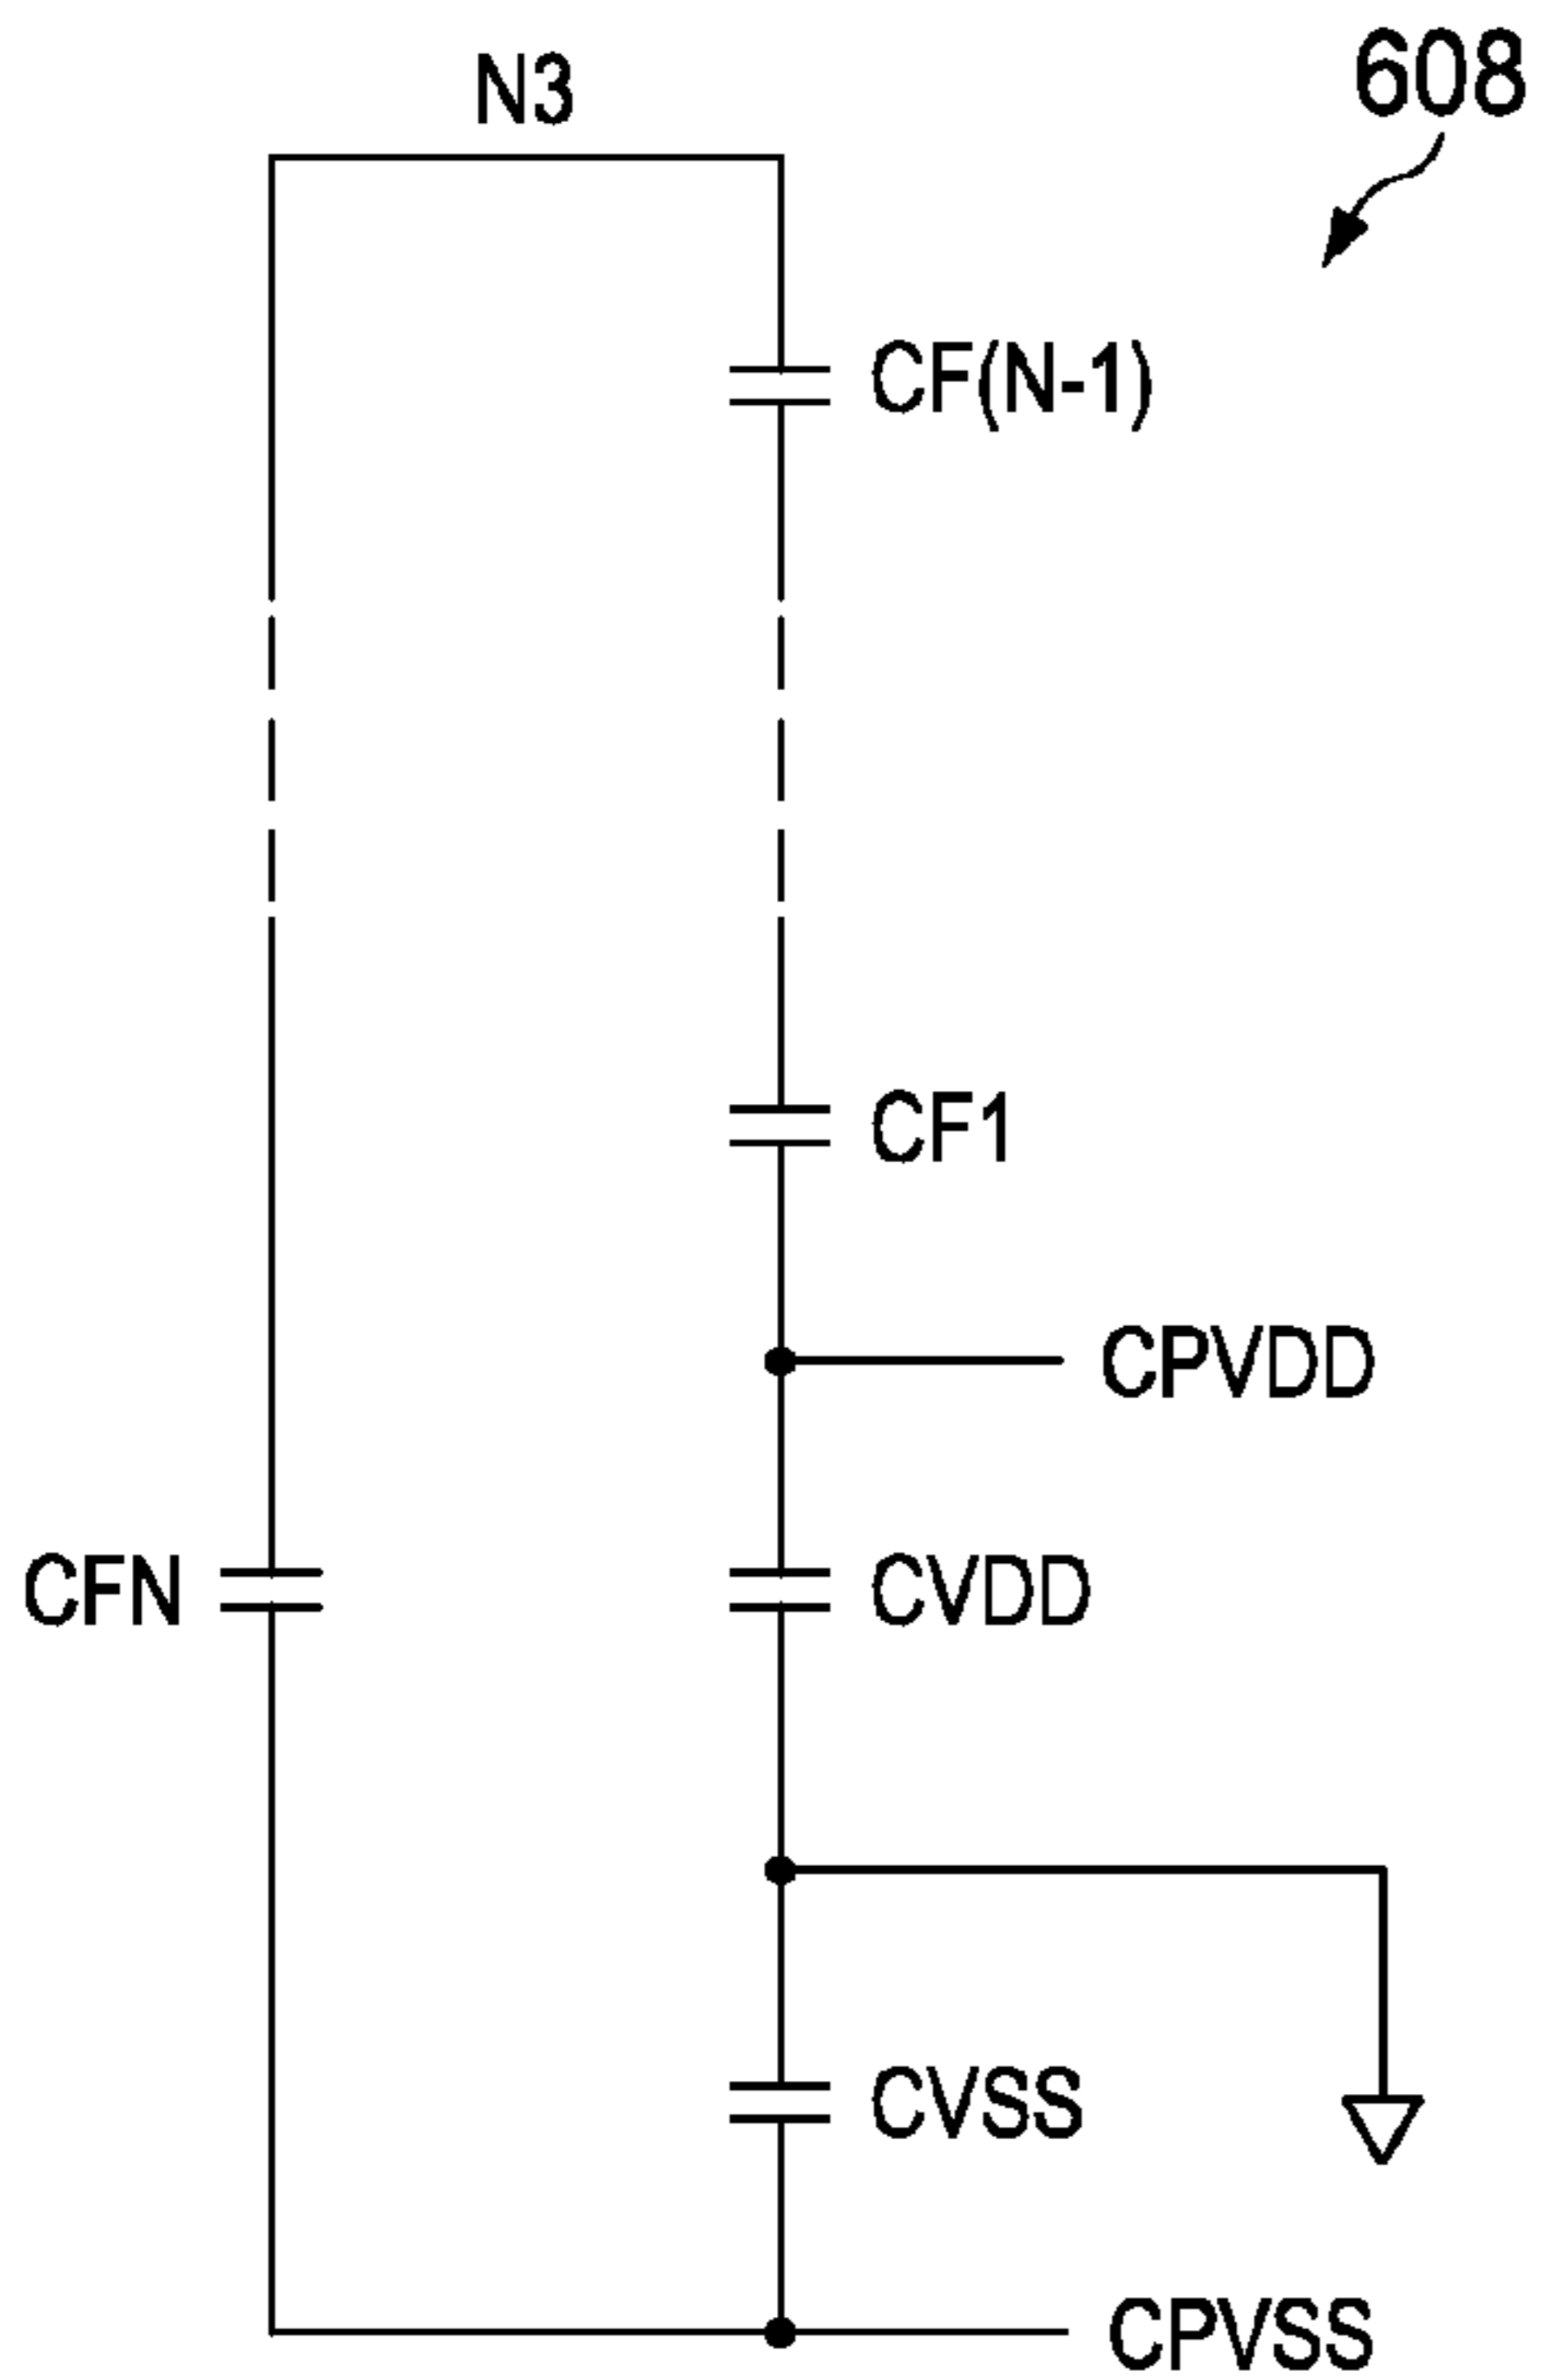 N3
608
CF(N-1)
CF1
CPVDD
CFN
CVDD
CVSS
CPVSS